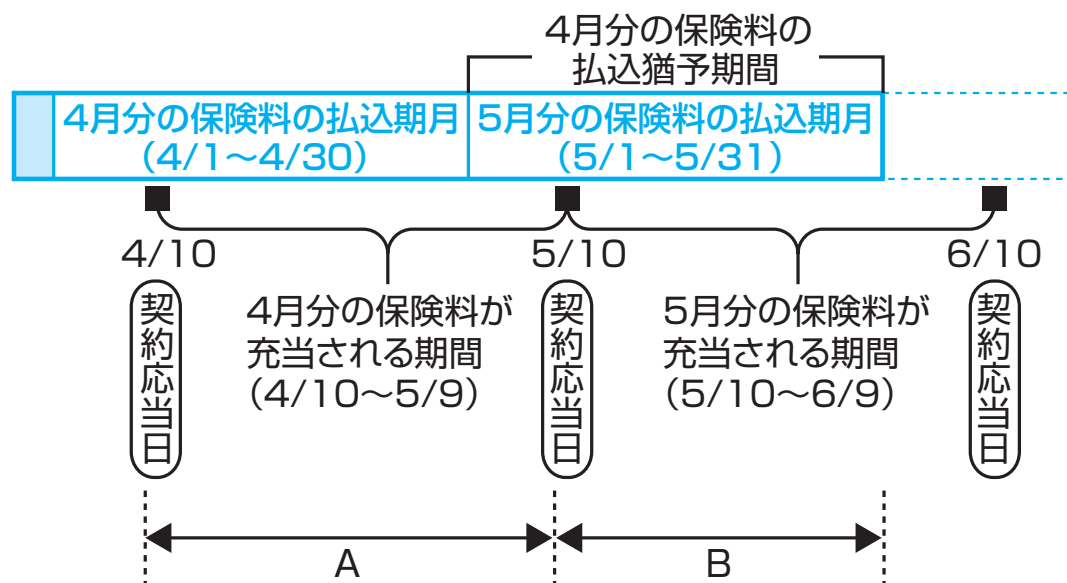 4月分の保険料の
払込猶予期間
4月分の保険料の払込期月
（4/1〜4/30）
5月分の保険料の払込期月
（5/1〜5/31）
4/10
5/10
6/10
契約応当日
4月分の保険料が
充当される期間
（4/10〜5/9）
契約応当日
5月分の保険料が
充当される期間
（5/10〜6/9）
契約応当日
A
B